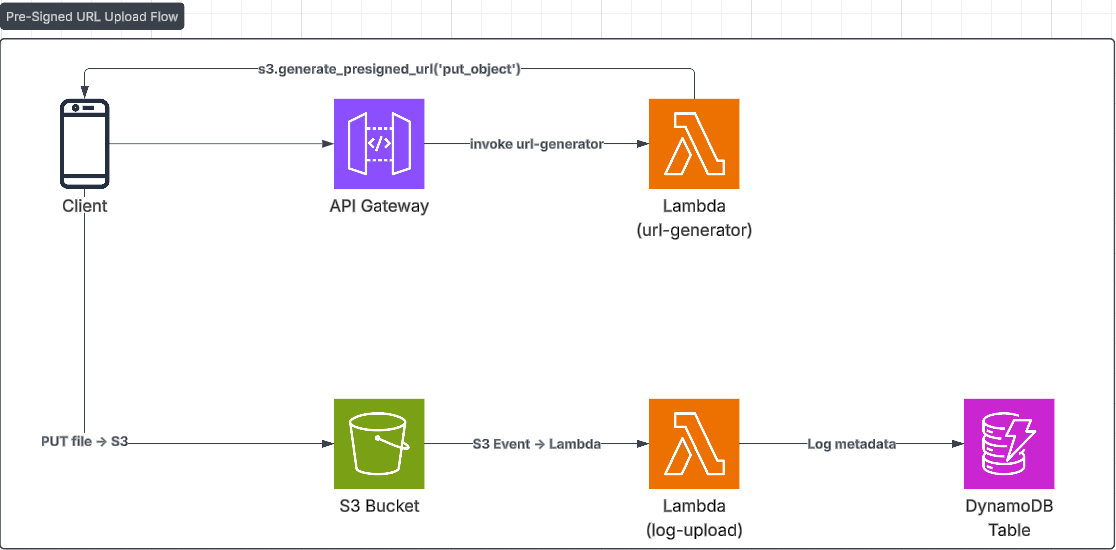 Pre-Signed URL Upload Flow
s3.generate_presigned_url('put_object')
</>
invoke url-generator
Client
API Gateway
Lambda
(url-generator)
PUT file → S3
S3 Event → Lambda
Log metadata
S3 Bucket
Lambda
(log-upload)
DynamoDB
Table